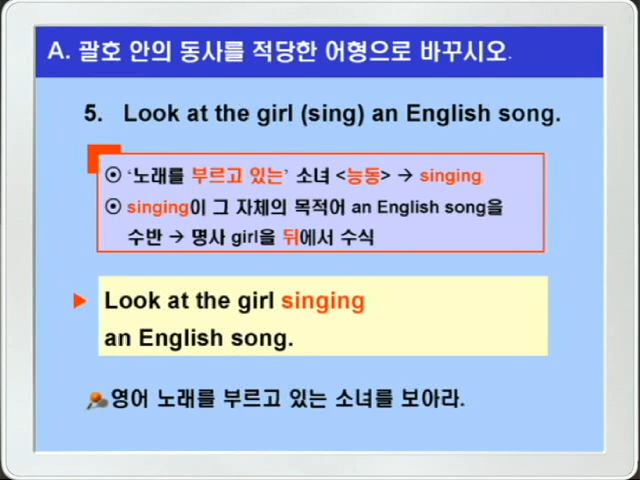 A. 괄호 안의 동사를 적당한 어형으로 바꾸시오.
5. Look at the girl (sing) an English song.
⊙ ‘노래를 부르고 있는’ 소녀 <능동> → singing
⊙ singing이 그 자체의 목적어 an English song을
수반 → 명사 girl을 뒤에서 수식
▶ Look at the girl singing
an English song.
영어 노래를 부르고 있는 소녀를 보아라.